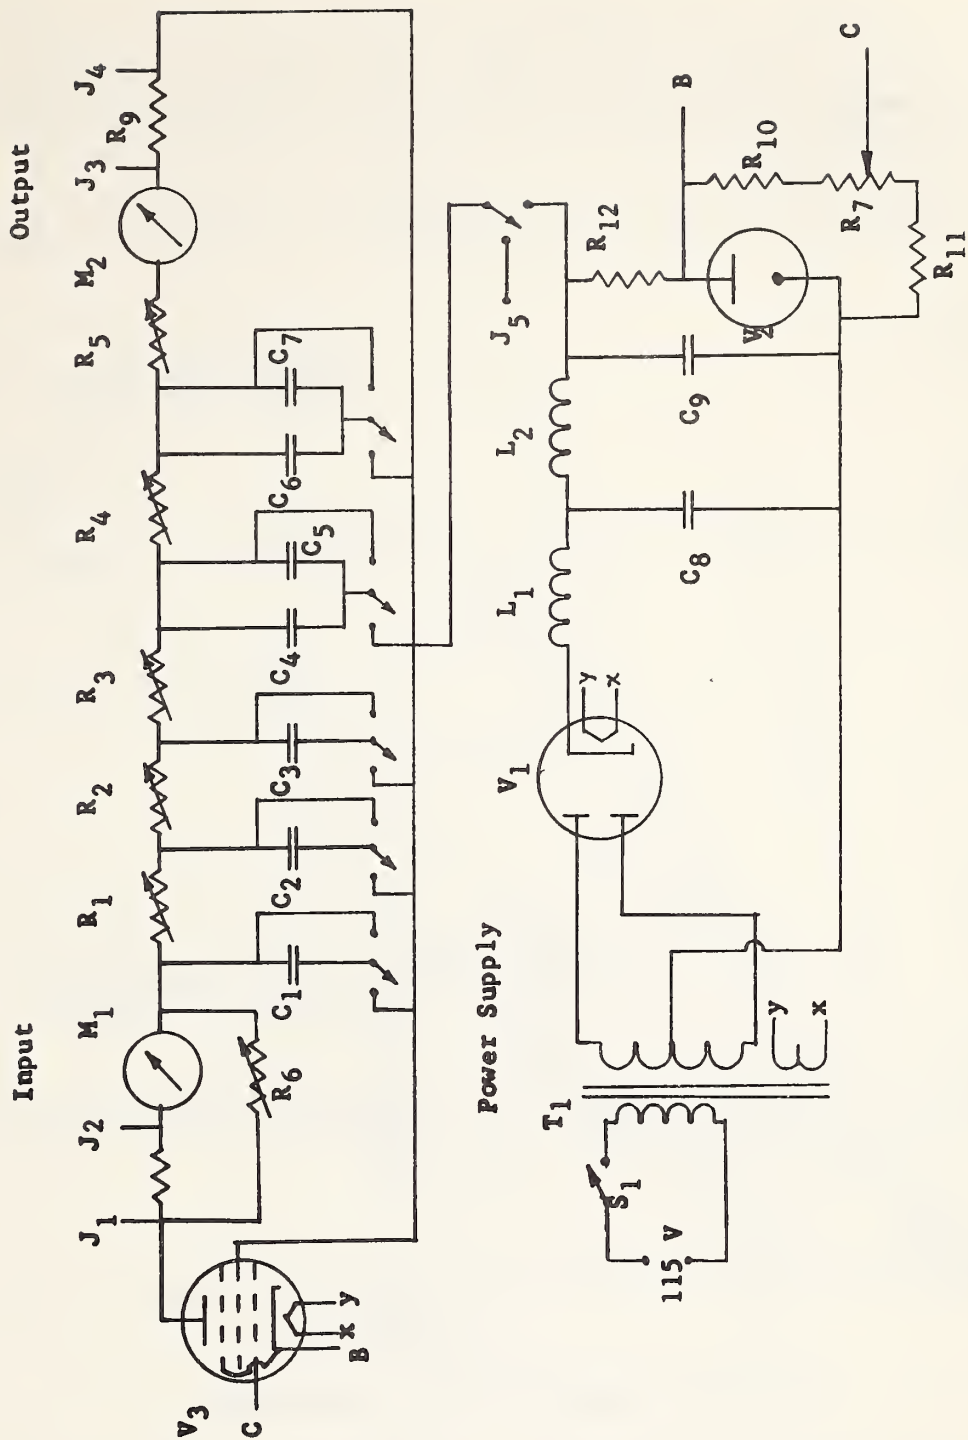 Input
Output
J1
J2
M1
R1
R2
R3
R4
R5
M2
J3
R9
J4
R6
C1
C2
C3
C4
C5
C6
C7
V3
C
B
x
y
Power Supply
T1
S1
115 V
y
x
V1
y
x
L1
L2
C8
C9
J5
R12
V2
B
R10
R7
C
R11